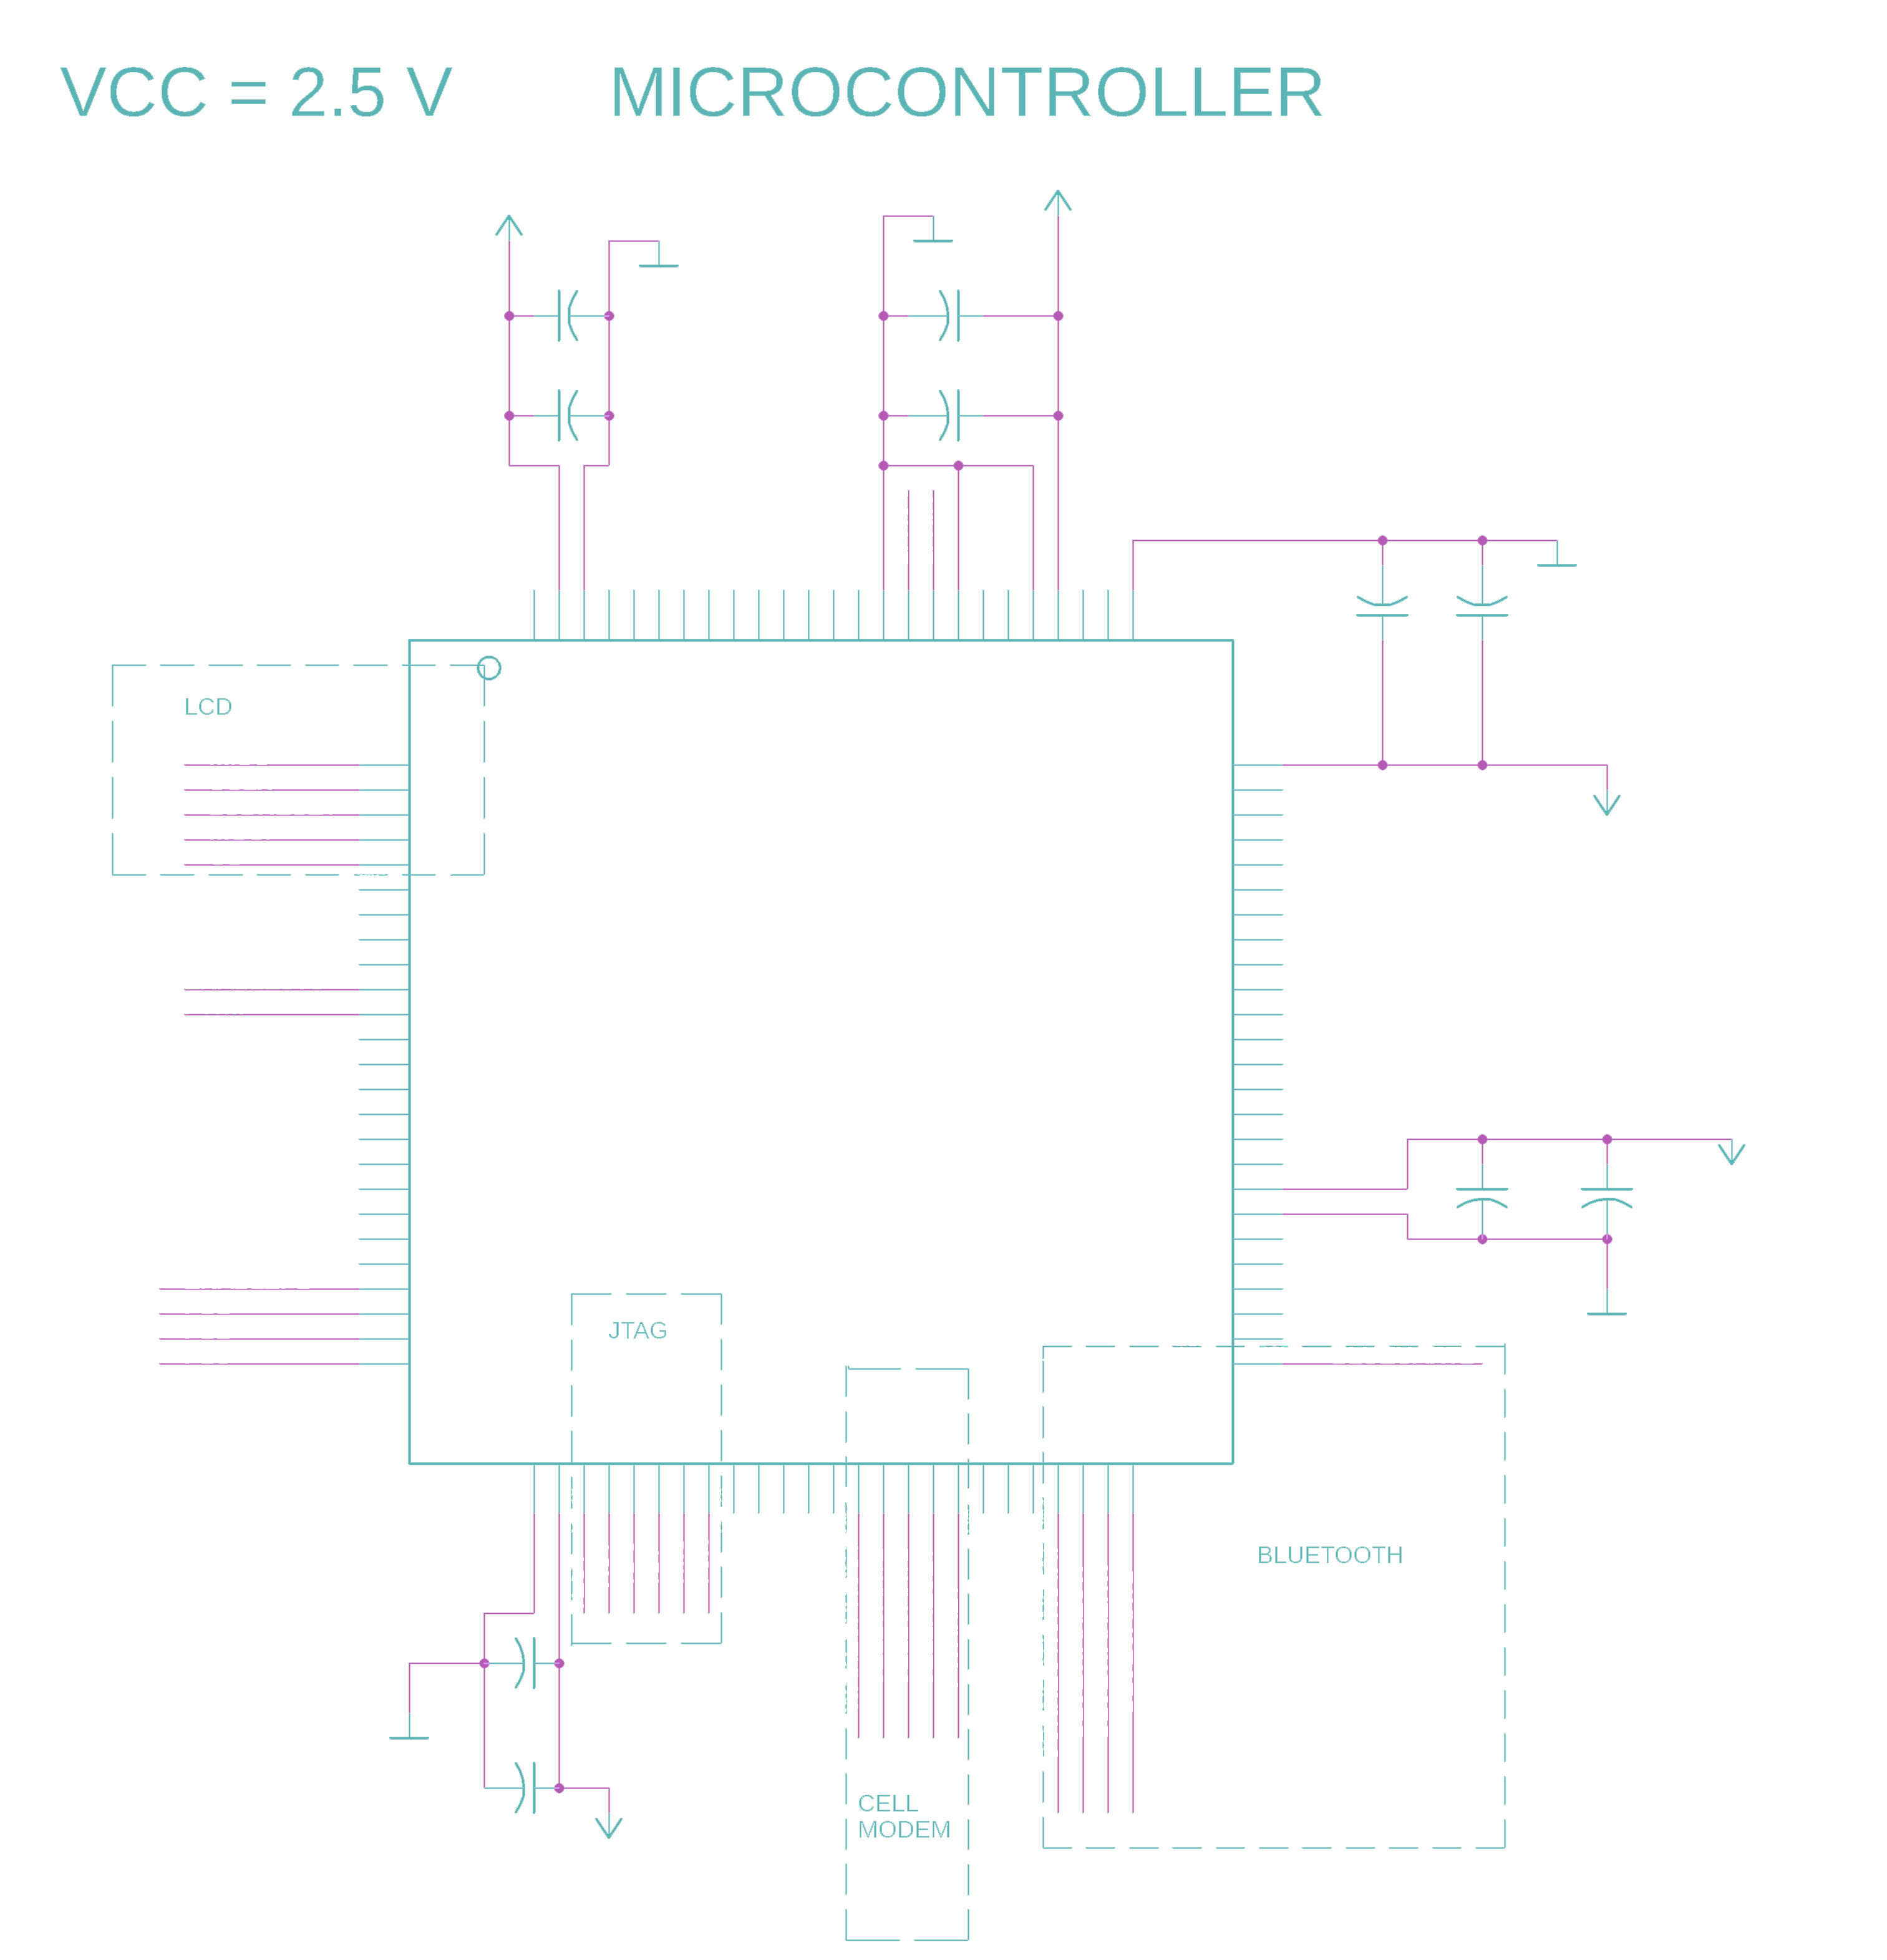 VCC = 2.5 V MICROCONTROLLER
LCD
JTAG
BLUETOOTH
CELL
MODEM